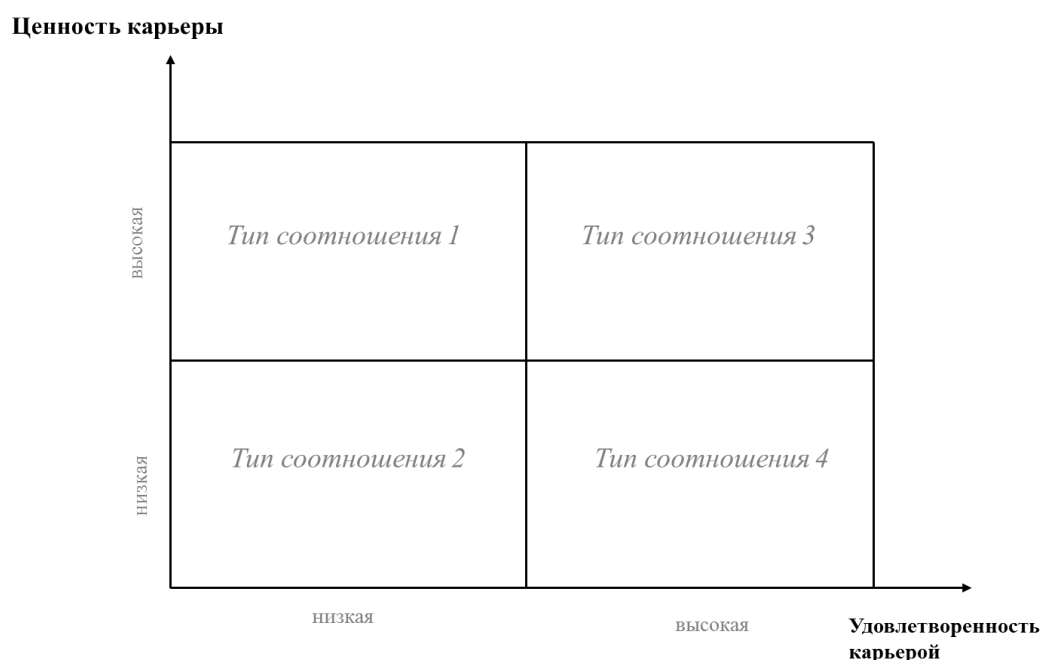 Ценность карьеры
высокая
Тип соотношения 1
Тип соотношения 3
низкая
Тип соотношения 2
Тип соотношения 4
низкая
высокая
Удовлетворенность
карьерой